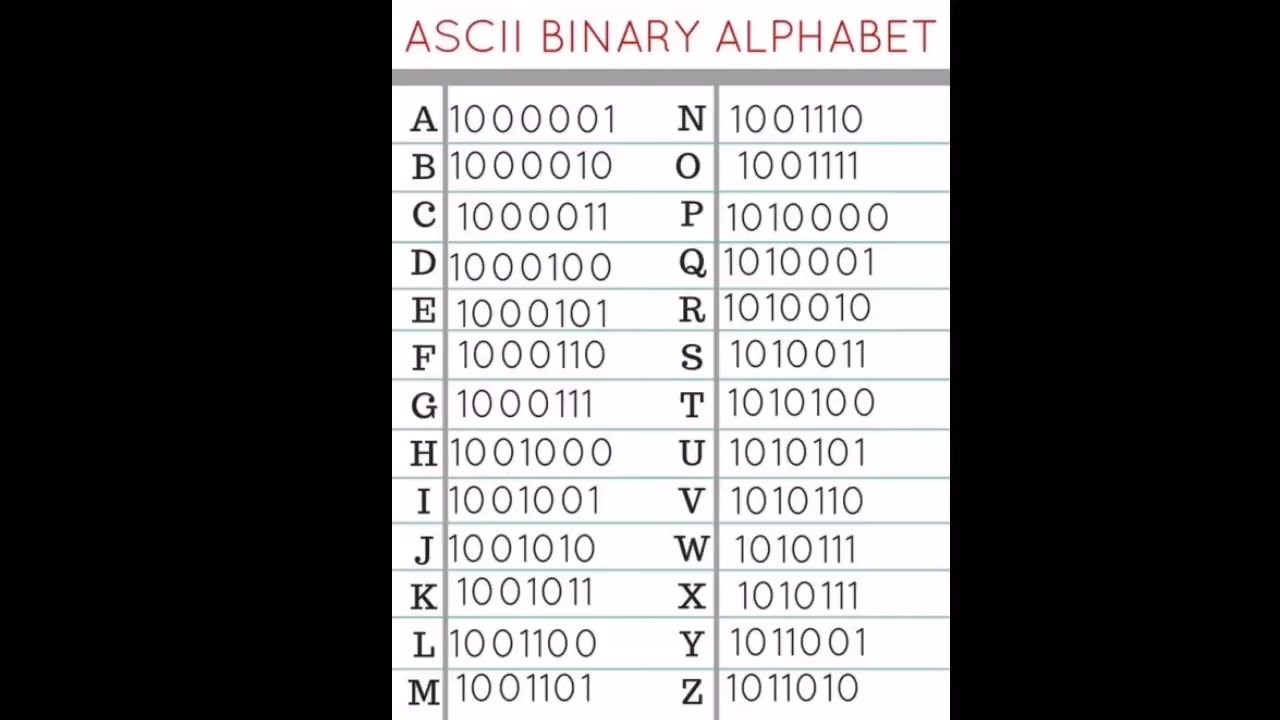 ASCII BINARY ALPHABET
A 1000001 N 1001110
B 1000010 O 1001111
C 1000011 P 1010000
D 1000100 Q 1010001
E 1000101 R 1010010
F 1000110 S 1010011
G 1000111 T 1010100
H 1001000 U 1010101
I 1001001 V 1010110
J 1001010 W 1010111
K 1001011 X 1010111
L 1001100 Y 1011001
M 1001101 Z 1011010